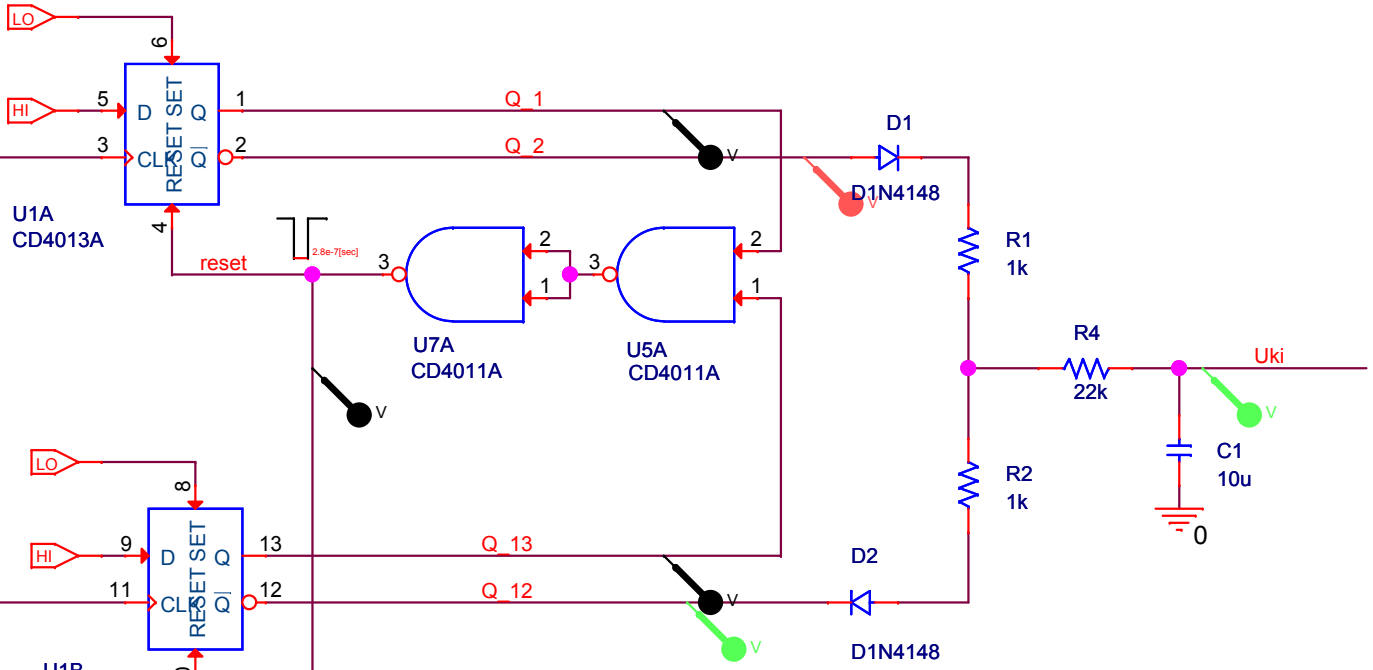 LO
6
HI
5
D
Q
1
Q_1
SET
RESET
3
CLK
Q
2
Q_2
V
D1
D1N4148
V
U1A
CD4013A
4
2.8e-7[sec]
reset
3
2
1
3
2
1
U7A
CD4011A
U5A
CD4011A
R1
1k
R4
22k
Uki
V
V
C1
10u
0
R2
1k
LO
8
HI
9
D
Q
13
Q_13
SET
RESET
11
CLK
Q
12
Q_12
V
V
D2
D1N4148